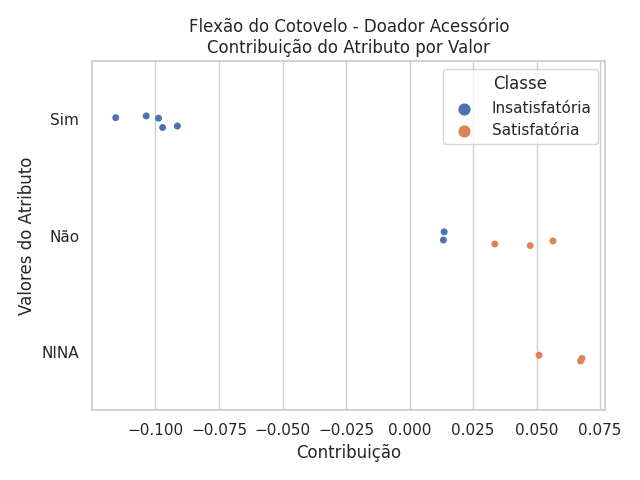 Flexão do Cotovelo - Doador Acessório
Contribuição do Atributo por Valor
Classe
Insatisfatória
Satisfatória
Valores do Atributo
Sim
Não
NINA
−0.100 −0.075 −0.050 −0.025 0.000 0.025 0.050 0.075
Contribuição